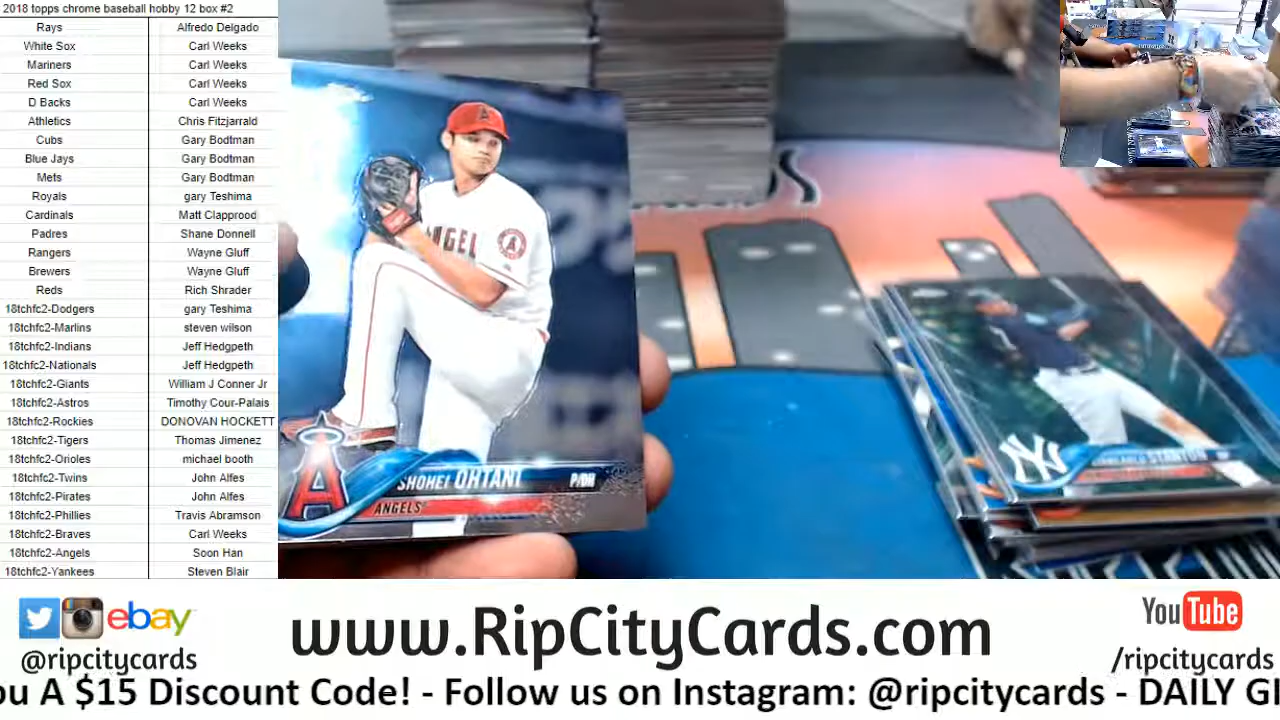 2018 topps chrome baseball hobby 12 box #2
Rays Alfredo Delgado
White Sox Carl Weeks
Mariners Carl Weeks
Red Sox Carl Weeks
D Backs Carl Weeks
Athletics Chris Fitzjarrald
Cubs Gary Bodtman
Blue Jays Gary Bodtman
Mets Gary Bodtman
Royals gary Teshima
Cardinals Matt Clapprood
Padres Shane Donnell
Rangers Wayne Gluff
Brewers Wayne Gluff
Reds Rich Shrader
18tchfc2-Dodgers gary Teshima
18tchfc2-Marlins steven wilson
18tchfc2-Indians Jeff Hedgpeth
18tchfc2-Nationals Jeff Hedgpeth
18tchfc2-Giants William J Conner Jr
18tchfc2-Astros Timothy Cour-Palais
18tchfc2-Rockies DONOVAN HOCKETT
18tchfc2-Tigers Thomas Jimenez
18tchfc2-Orioles michael booth
18tchfc2-Twins John Alfes
18tchfc2-Pirates John Alfes
18tchfc2-Phillies Travis Abramson
18tchfc2-Braves Carl Weeks
18tchfc2-Angels Soon Han
18tchfc2-Yankees Steven Blair
ANGEL
A
SHOHEI OHTANI P/DH
ANGELS
NY
STANTON
ebay
@ripcitycards
www.RipCityCards.com
YouTube
/ripcitycards
ou A $15 Discount Code! - Follow us on Instagram: @ripcitycards - DAILY GI